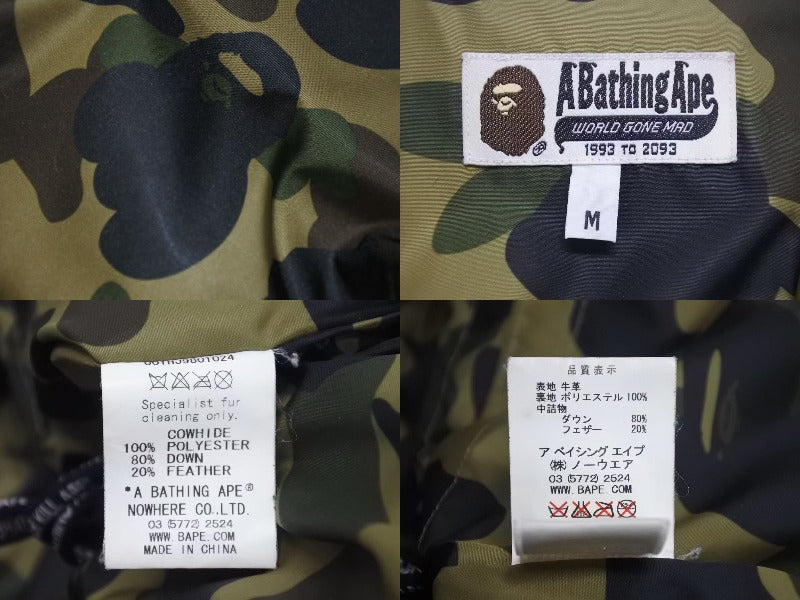 A Bathing Ape
WORLD GONE MAD
1993 TO 2093
M
Specialist fur
cleaning only.
COWHIDE
100% POLYESTER
80% DOWN
20% FEATHER
*A BATHING APE®
NOWHERE CO.,LTD.
03 (5772) 2524
WWW.BAPE.COM
MADE IN CHINA
品質表示
表地 牛革
裏地 ポリエステル 100%
中詰物
ダウン 80%
フェザー 20%
ア ベイシング エイプ
(株) ノーウエア
03 (5772) 2524
WWW.BAPE.COM